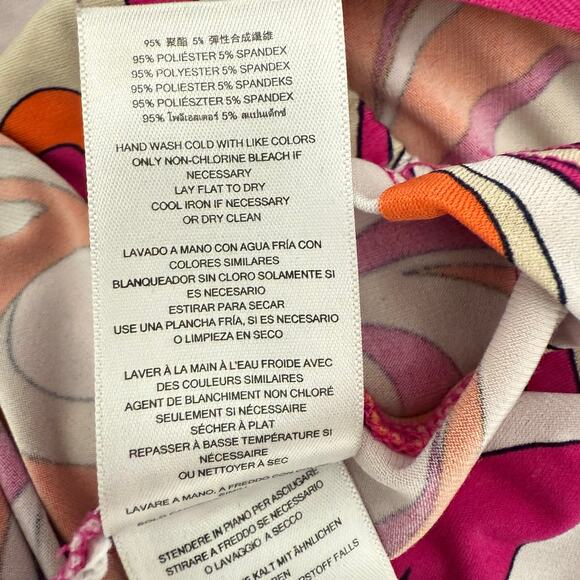 95% 聚酯 5% 彈性合成纖維
95% POLIÉSTER 5% SPANDEX
95% POLYESTER 5% SPANDEX
95% POLIESTER 5% SPANDEKS
95% POLIÉSZTER 5% SPANDEX
95% โพลีเอสเตอร์ 5% สแปนเด็กซ์
HAND WASH COLD WITH LIKE COLORS
ONLY NON-CHLORINE BLEACH IF
NECESSARY
LAY FLAT TO DRY
COOL IRON IF NECESSARY
OR DRY CLEAN
LAVADO A MANO CON AGUA FRÍA CON
COLORES SIMILARES
BLANQUEADOR SIN CLORO SOLAMENTE SI
ES NECESARIO
ESTIRAR PARA SECAR
USE UNA PLANCHA FRÍA, SI ES NECESARIO
O LIMPIEZA EN SECO
LAVER À LA MAIN À L'EAU FROIDE AVEC
DES COULEURS SIMILAIRES
AGENT DE BLANCHIMENT NON CHLORÉ
SEULEMENT SI NÉCESSAIRE
SÉCHER À PLAT
REPASSER À BASSE TEMPÉRATURE SI
NÉCESSAIRE
OU NETTOYER À SEC
LAVARE A MANO, A FREDDO CON
STENDERE IN PIANO PER ASCIUGARE
STIRARE A FREDDO SE NECESSARIO
O LAVAGGIO A SECCO
KALT MIT ÄHNLICHEN
FALLS